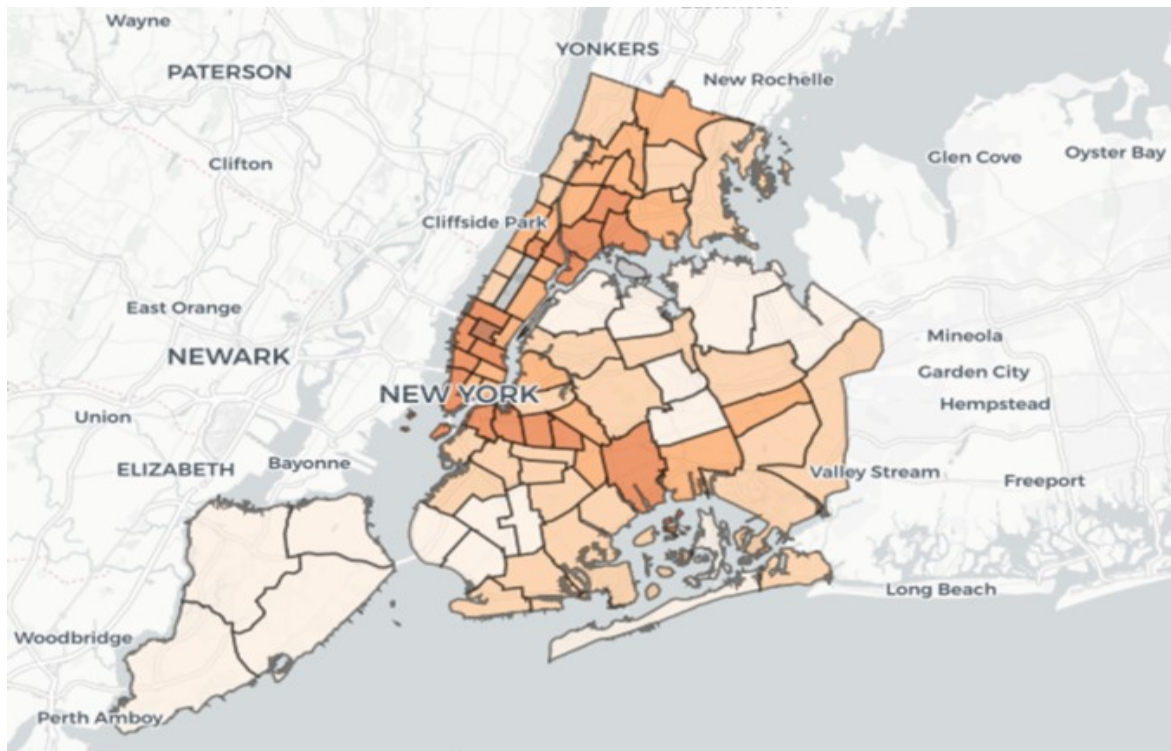 Wayne
YONKERS
PATERSON
New Rochelle
Clifton
Glen Cove
Oyster Bay
Cliffside Park
East Orange
Mineola
NEWARK
Garden City
NEW YORK
Hempstead
Union
ELIZABETH
Bayonne
Valley Stream
Freeport
Long Beach
Woodbridge
Perth Amboy